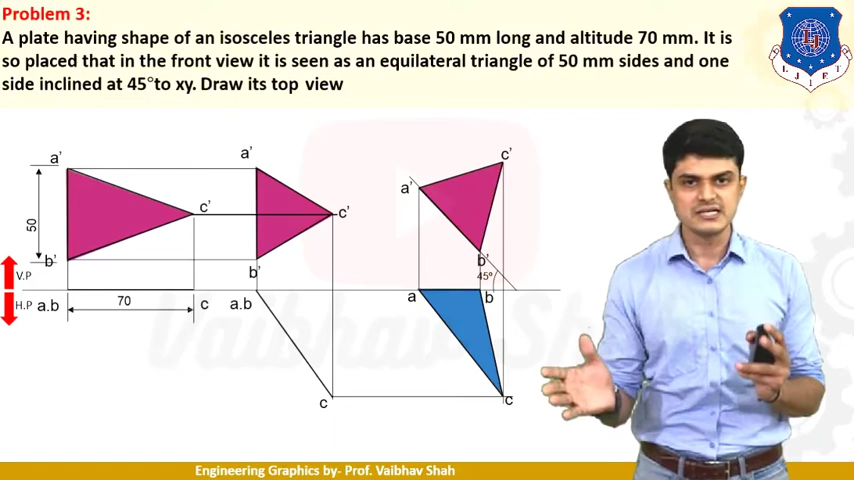 Problem 3:
A plate having shape of an isosceles triangle has base 50 mm long and altitude 70 mm. It is
so placed that in the front view it is seen as an equilateral triangle of 50 mm sides and one
side inclined at 45°to xy. Draw its top view
LJIET
a'
a'
c'
a'
50
c'
c'
b'
b'
b'
V.P
45°
H.P
a.b
70
c
a.b
a
b
c
c
Vaibhav Shah
Engineering Graphics by- Prof. Vaibhav Shah